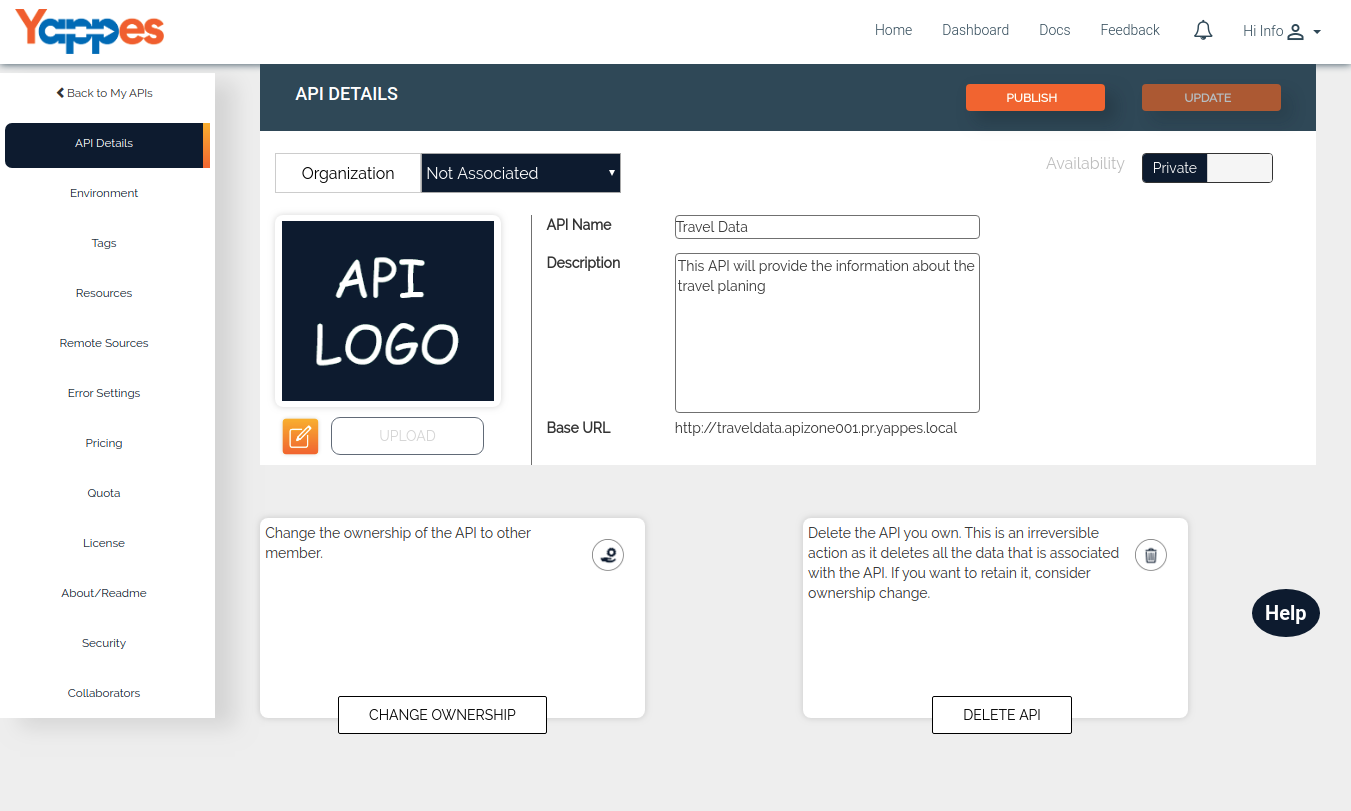 Yappes
Home
Dashboard
Docs
Feedback
Hi Info
Back to My APIs
API Details
Environment
Tags
Resources
Remote Sources
Error Settings
Pricing
Quota
License
About/Readme
Security
Collaborators
API DETAILS
PUBLISH
UPDATE
Organization
Not Associated
Availability
Private
API
LOGO
UPLOAD
API Name
Travel Data
Description
This API will provide the information about the
travel planing
Base URL
http://traveldata.apizone001.pr.yappes.local
Change the ownership of the API to other
member.
CHANGE OWNERSHIP
Delete the API you own. This is an irreversible
action as it deletes all the data that is associated
with the API. If you want to retain it, consider
ownership change.
DELETE API
Help